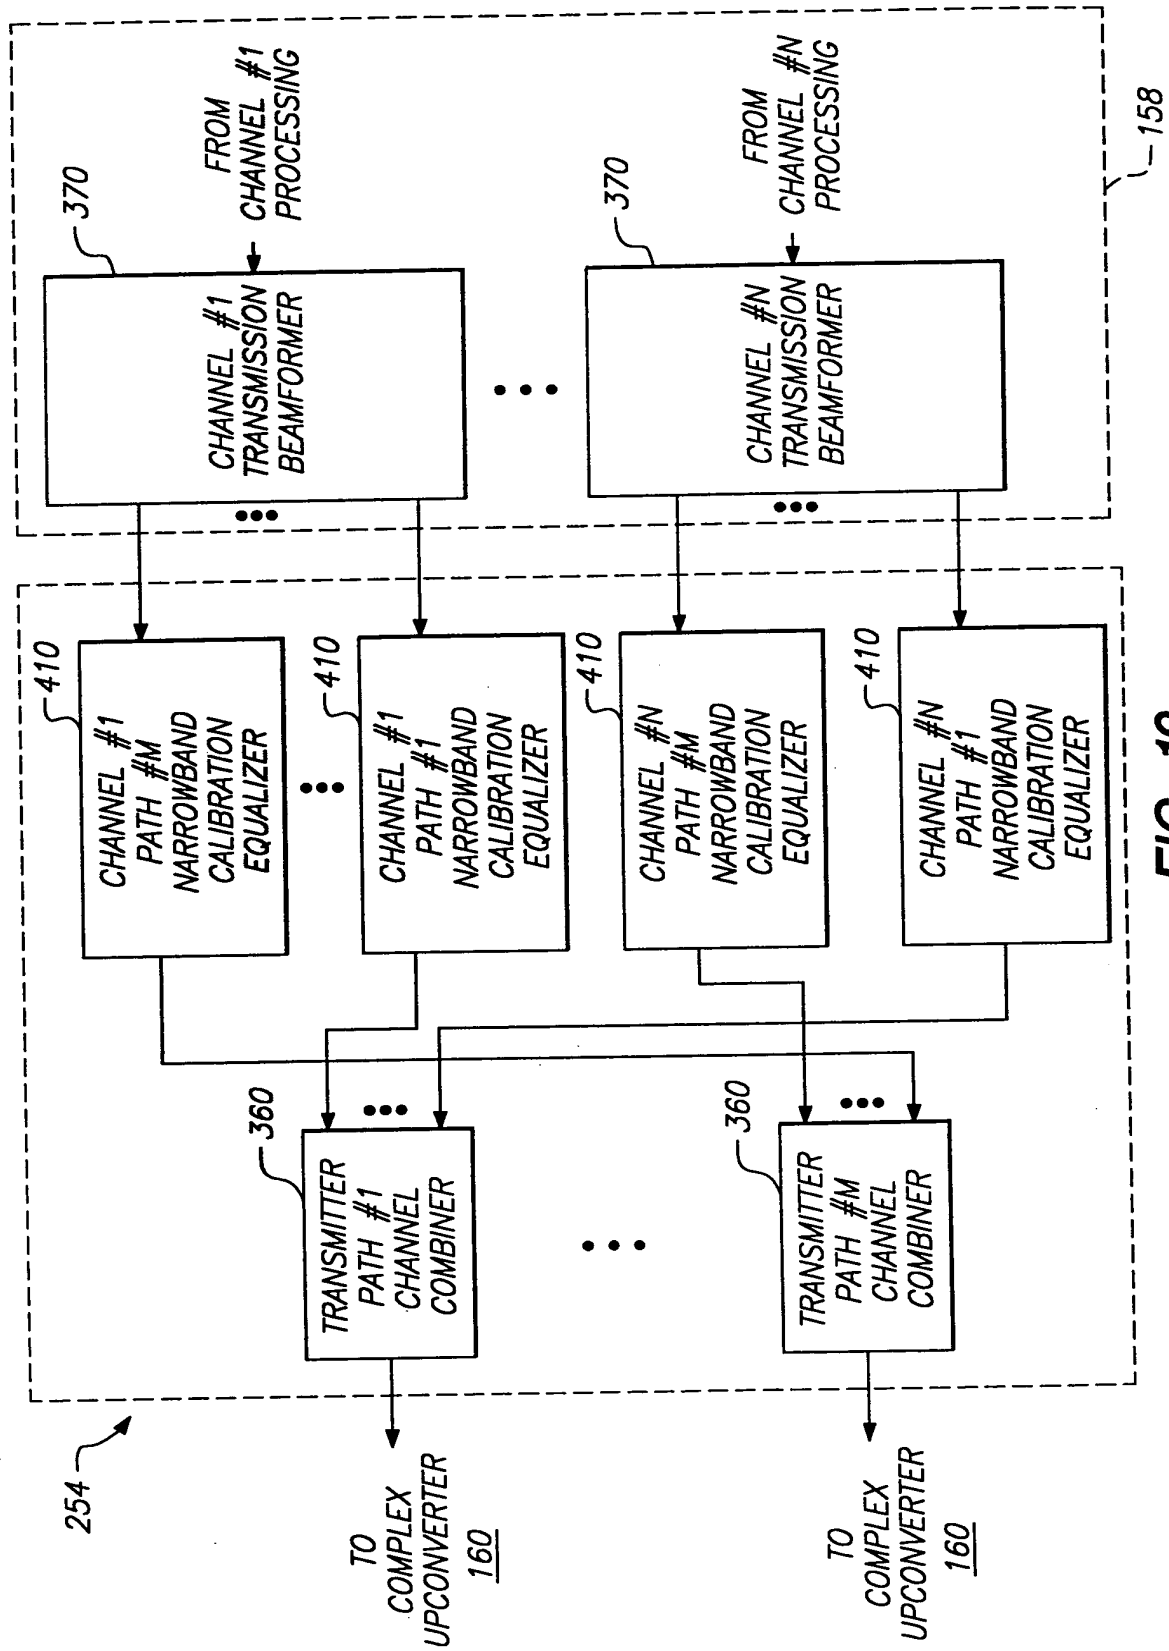 254
TO
COMPLEX
UPCONVERTER
160
TO
COMPLEX
UPCONVERTER
160
360
TRANSMITTER
PATH #1
CHANNEL
COMBINER
360
TRANSMITTER
PATH #M
CHANNEL
COMBINER
410
CHANNEL #1
PATH #M
NARROWBAND
CALIBRATION
EQUALIZER
410
CHANNEL #1
PATH #1
NARROWBAND
CALIBRATION
EQUALIZER
410
CHANNEL #N
PATH #M
NARROWBAND
CALIBRATION
EQUALIZER
410
CHANNEL #N
PATH #1
NARROWBAND
CALIBRATION
EQUALIZER
370
CHANNEL #1
TRANSMISSION
BEAMFORMER
370
CHANNEL #N
TRANSMISSION
BEAMFORMER
FROM
CHANNEL #1
PROCESSING
FROM
CHANNEL #N
PROCESSING
158
FIG.